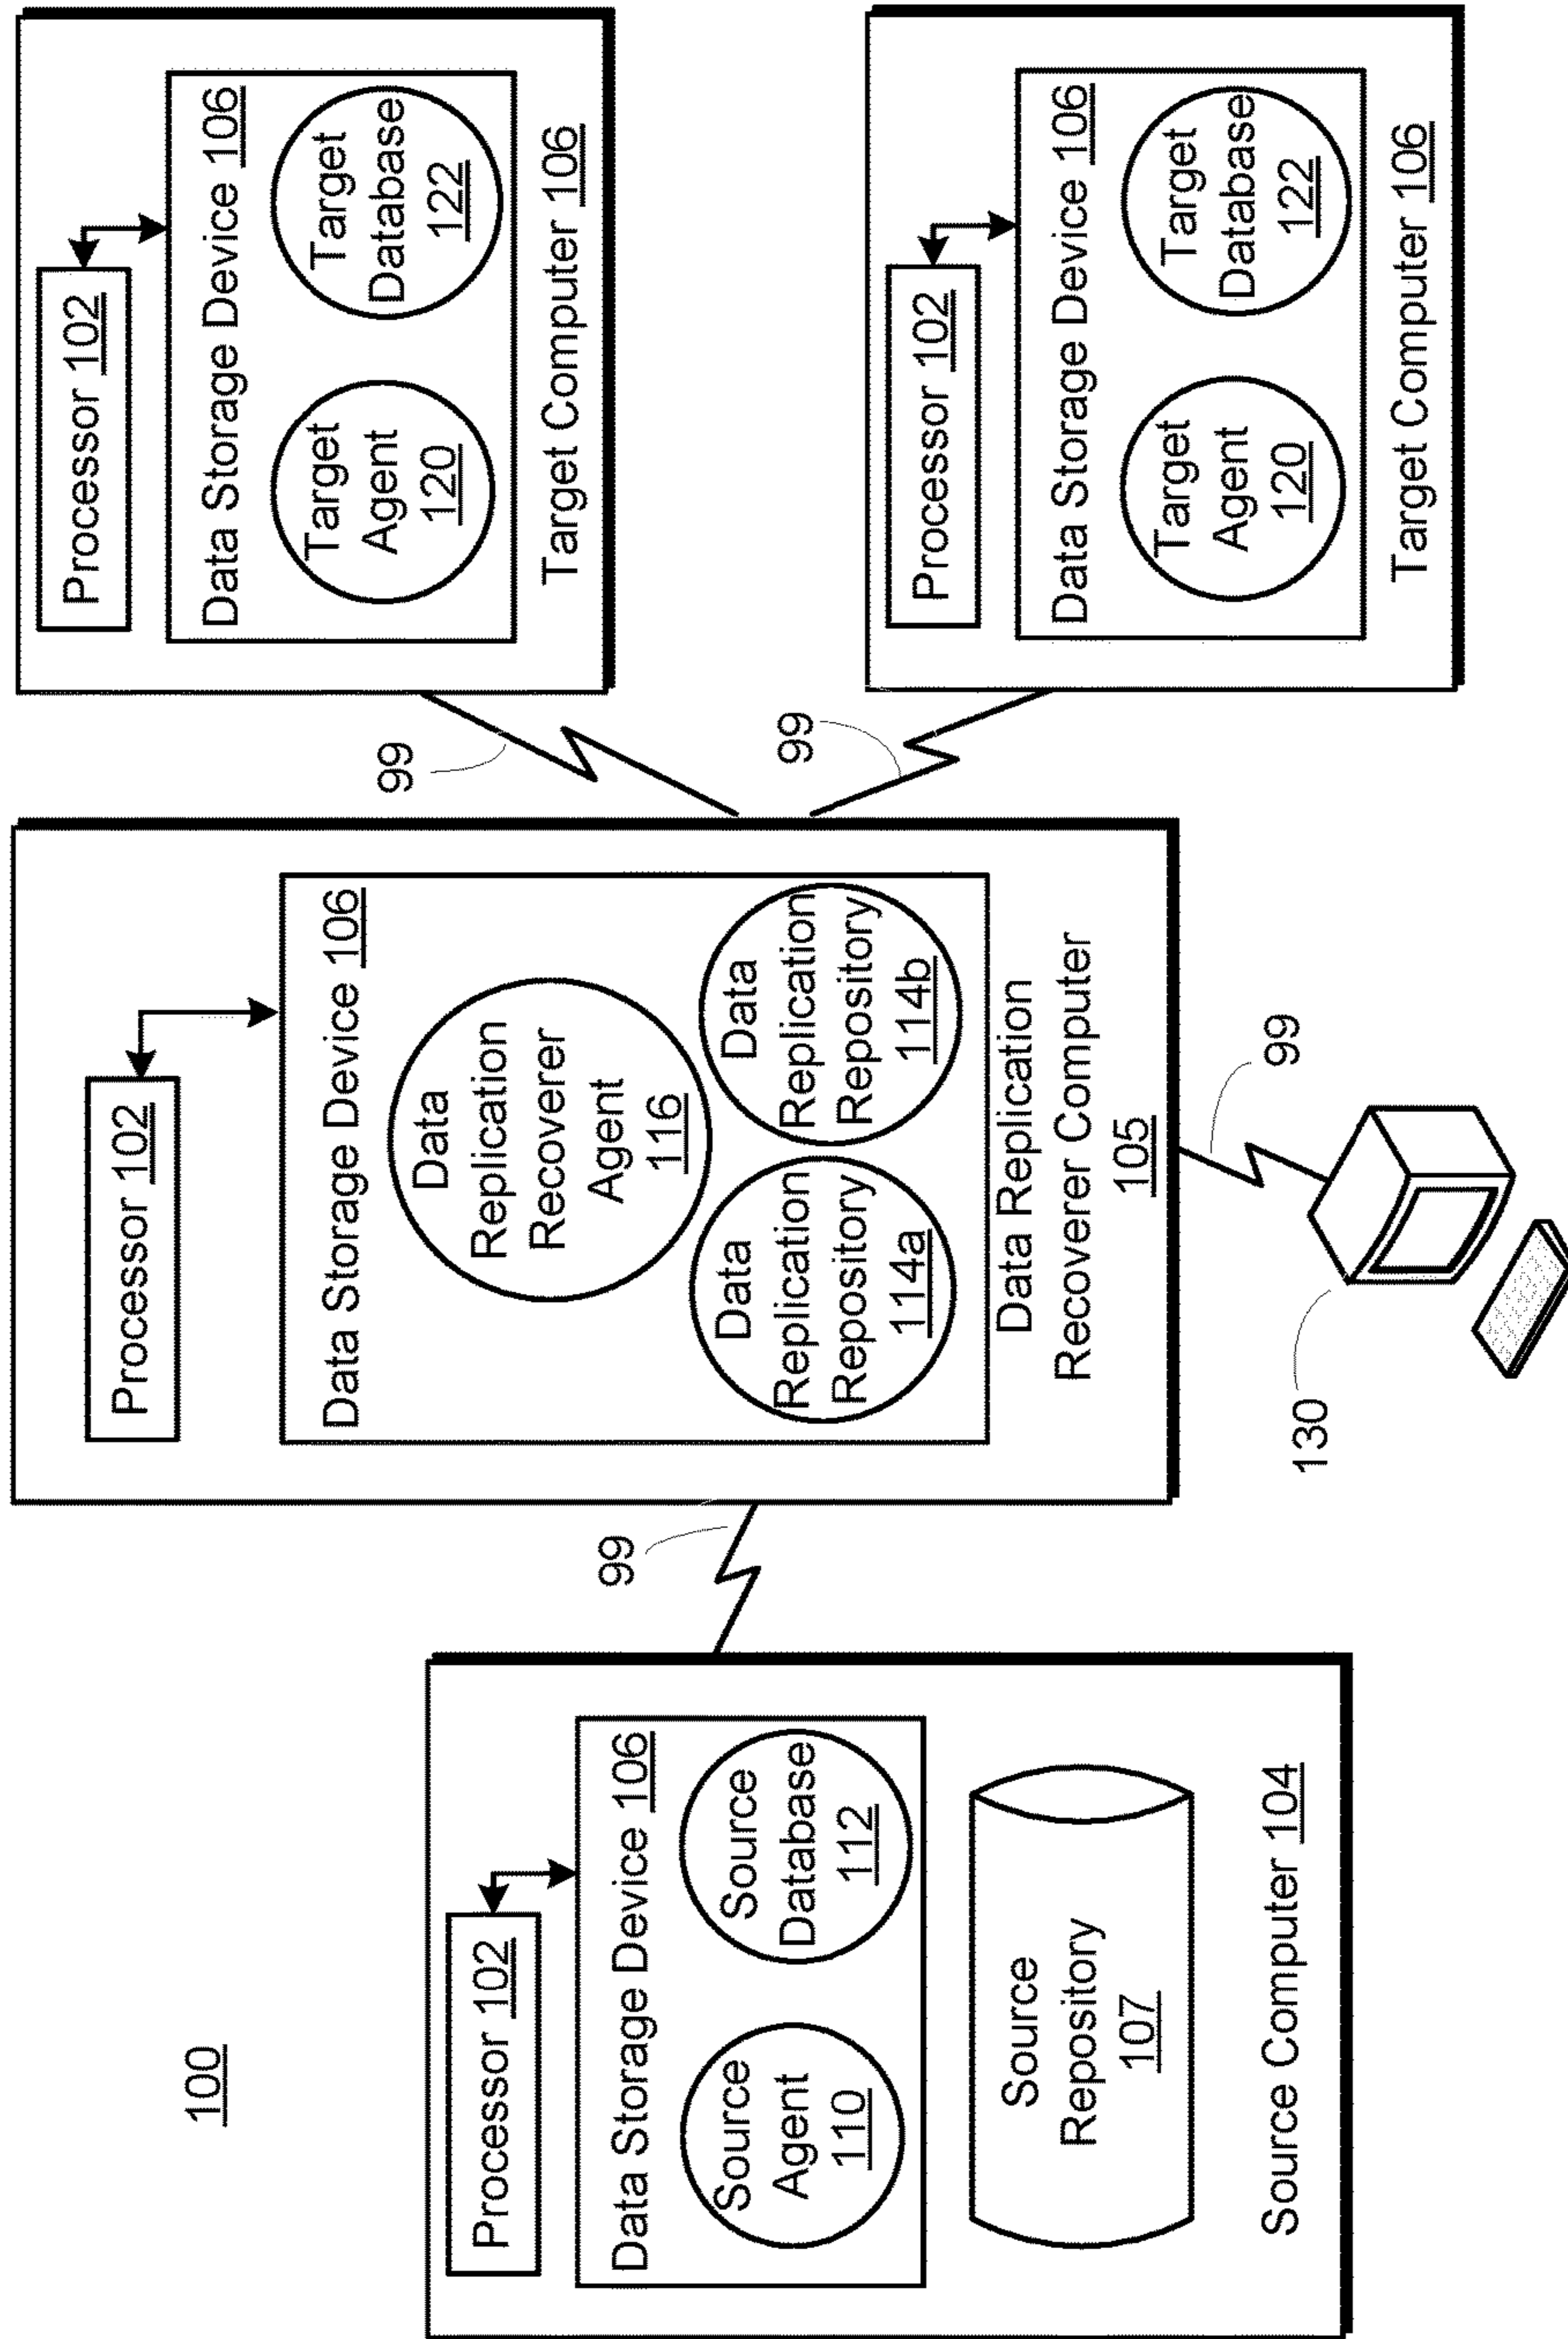 100
Processor 102
Data Storage Device 106
Source
Agent
110
Source
Database
112
Source
Repository
107
Source Computer 104
99
Processor 102
Data Storage Device 106
Data
Replication
Recoverer
Agent
116
Data
Replication
Repository
114a
Data
Replication
Repository
114b
Data Replication
Recoverer Computer
105
99
130
99
Processor 102
Data Storage Device 106
Target
Agent
120
Target
Database
122
Target Computer 106
99
Processor 102
Data Storage Device 106
Target
Agent
120
Target
Database
122
Target Computer 106